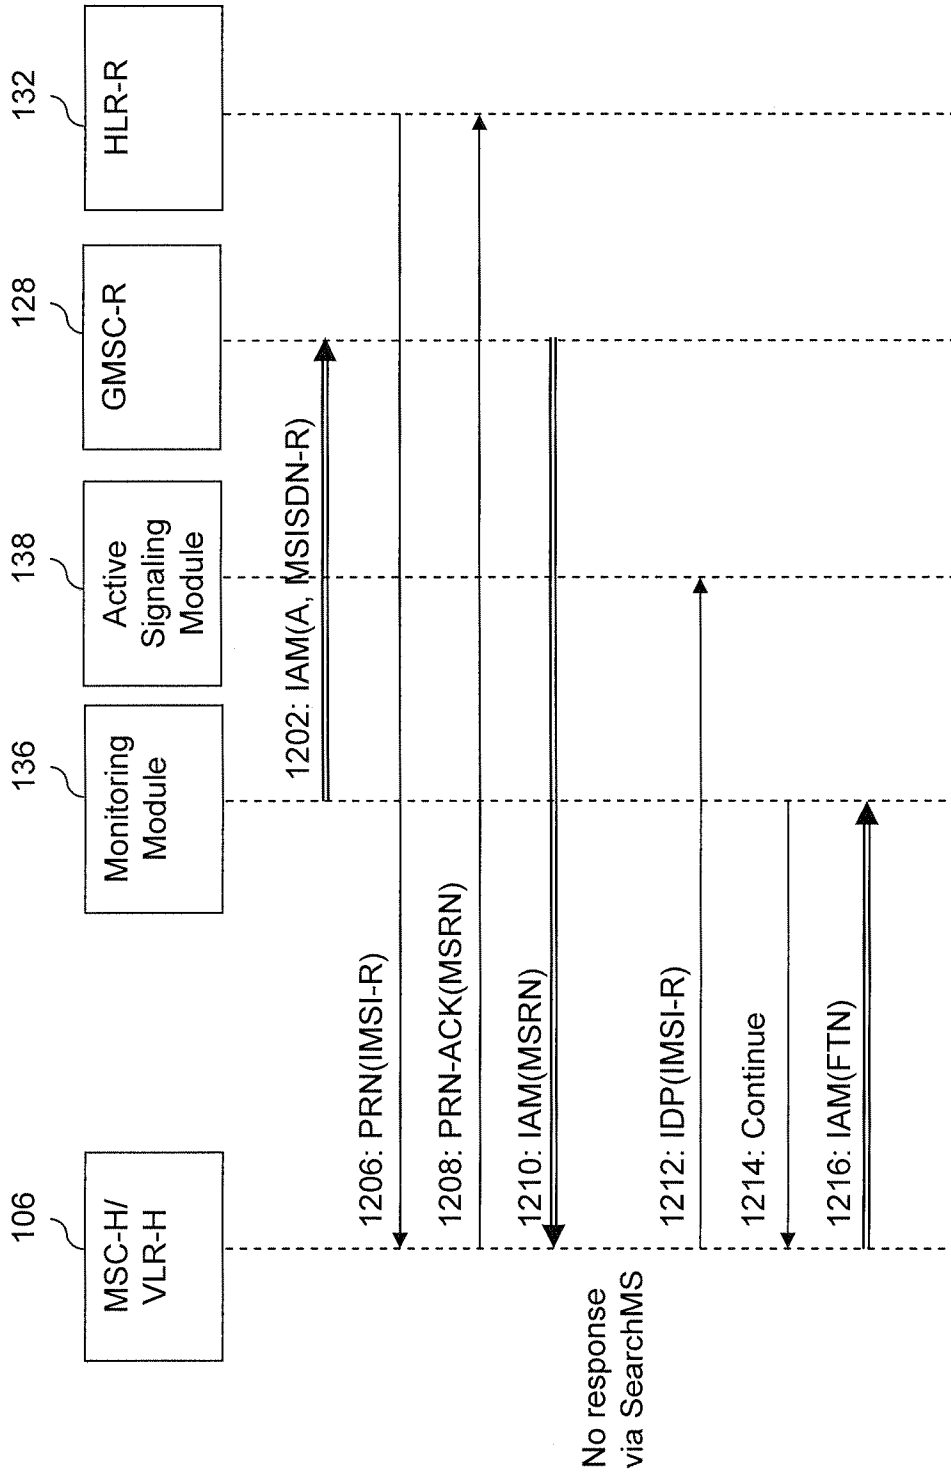 106
136
138
128
132
MSC-H/
VLR-H
Monitoring
Module
Active
Signaling
Module
GMSC-R
HLR-R
1202: IAM(A, MSISDN-R)
1206: PRN(IMSI-R)
1208: PRN-ACK(MSRN)
1210: IAM(MSRN)
No response
via SearchMS
1212: IDP(IMSI-R)
1214: Continue
1216: IAM(FTN)